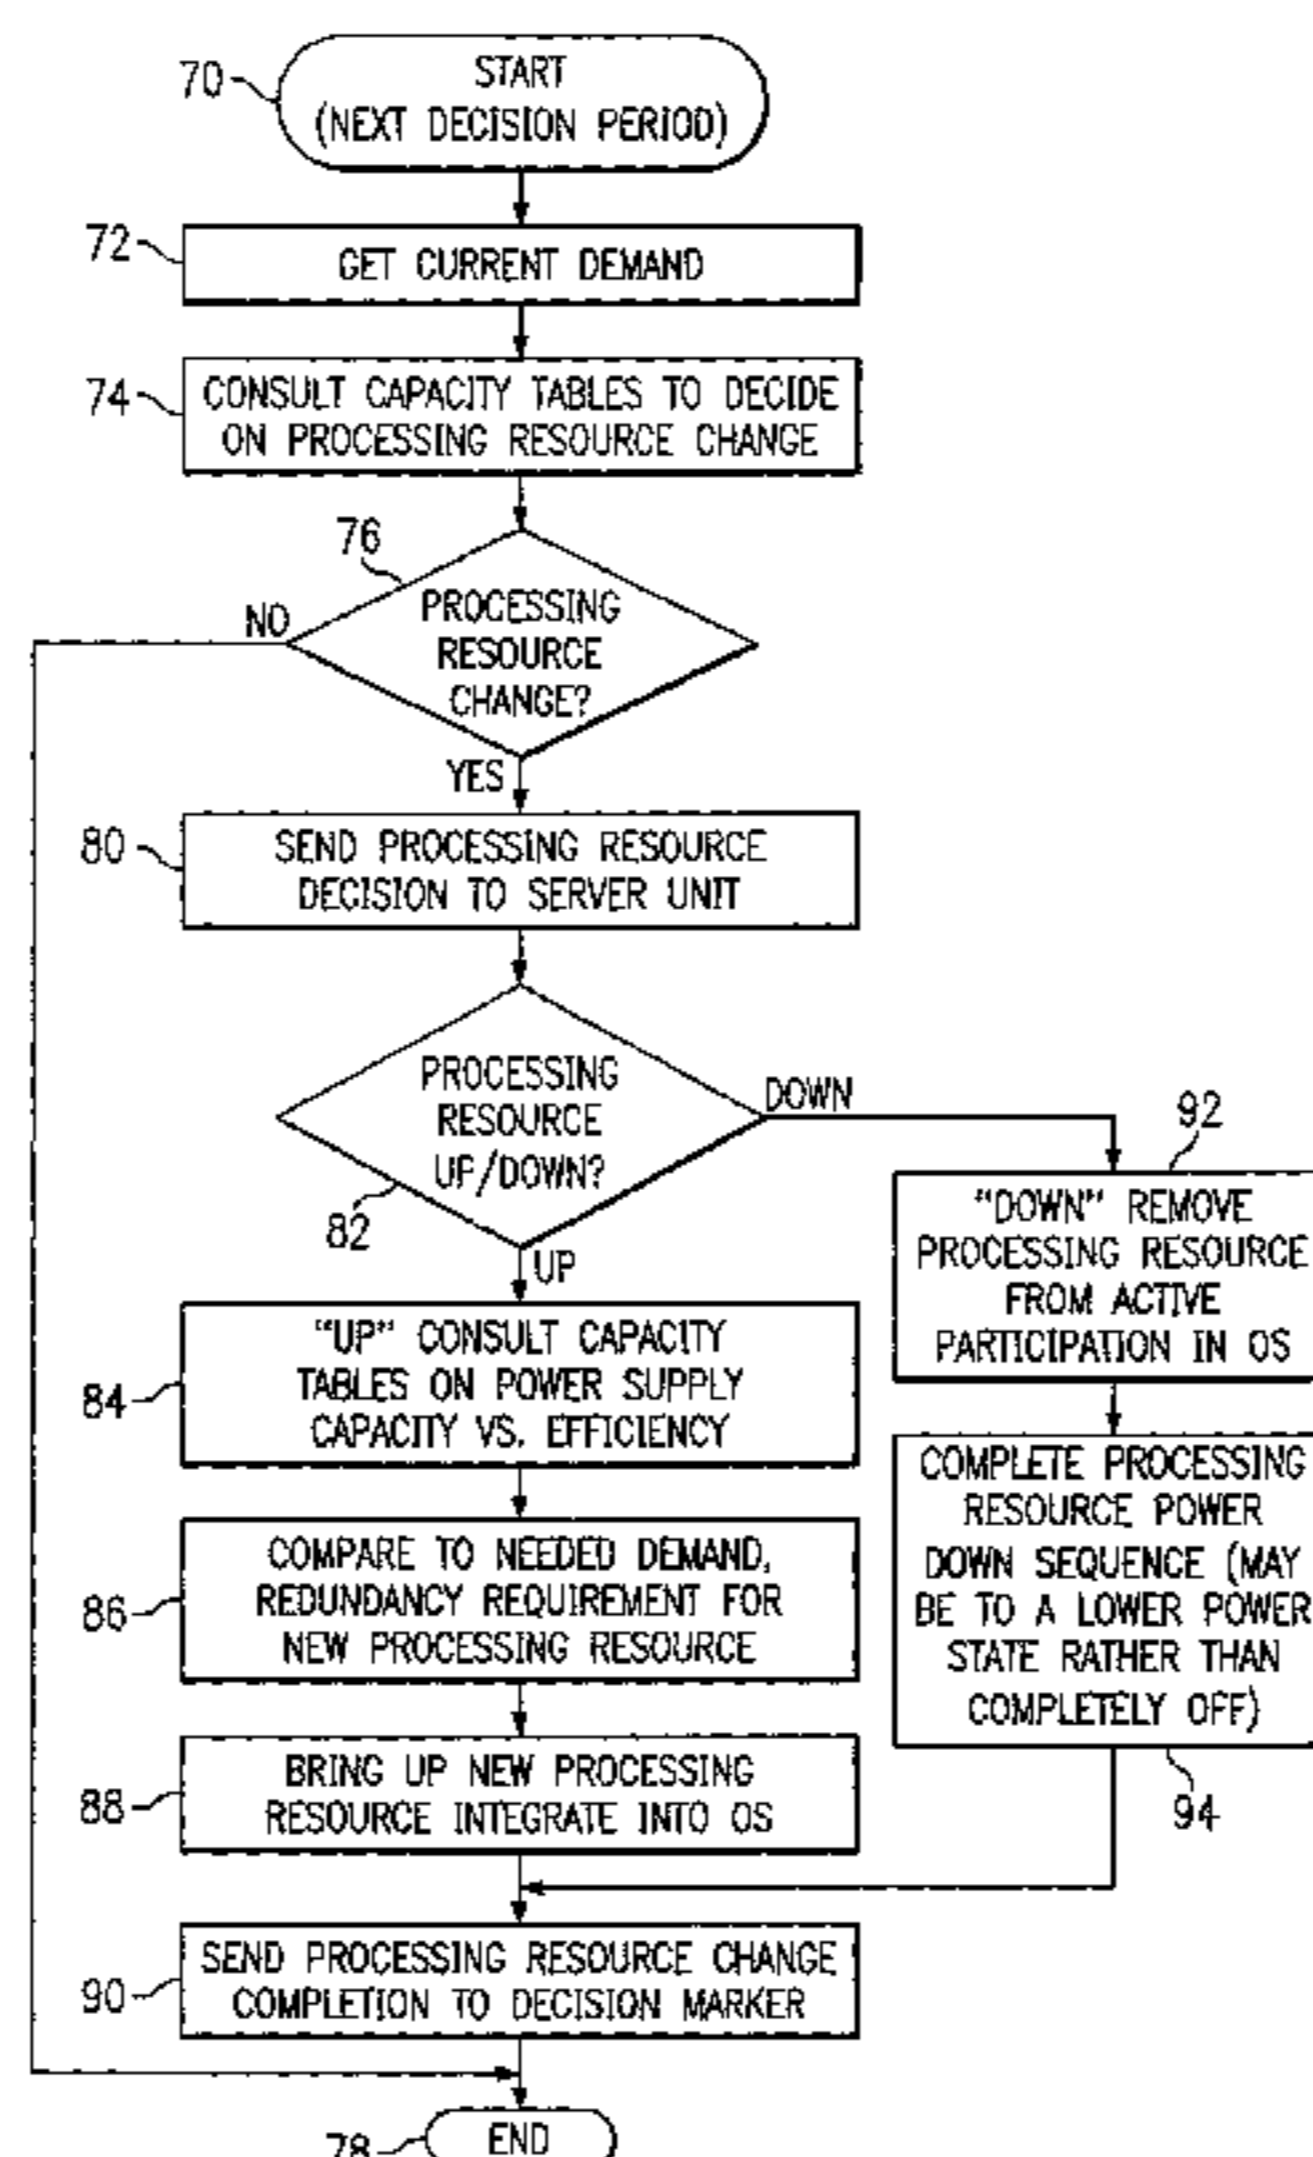 70
START
(NEXT DECISION PERIOD)
72
GET CURRENT DEMAND
74
CONSULT CAPACITY TABLES TO DECIDE
ON PROCESSING RESOURCE CHANGE
76
PROCESSING
RESOURCE
CHANGE?
NO
YES
80
SEND PROCESSING RESOURCE
DECISION TO SERVER UNIT
PROCESSING
RESOURCE
UP/DOWN?
82
DOWN
UP
92
"DOWN" REMOVE
PROCESSING RESOURCE
FROM ACTIVE
PARTICIPATION IN OS
84
"UP" CONSULT CAPACITY
TABLES ON POWER SUPPLY
CAPACITY VS. EFFICIENCY
COMPLETE PROCESSING
RESOURCE POWER
DOWN SEQUENCE (MAY
BE TO A LOWER POWER
STATE RATHER THAN
COMPLETELY OFF)
94
86
COMPARE TO NEEDED DEMAND,
REDUNDANCY REQUIREMENT FOR
NEW PROCESSING RESOURCE
88
BRING UP NEW PROCESSING
RESOURCE INTEGRATE INTO OS
90
SEND PROCESSING RESOURCE CHANGE
COMPLETION TO DECISION MARKER
78
END